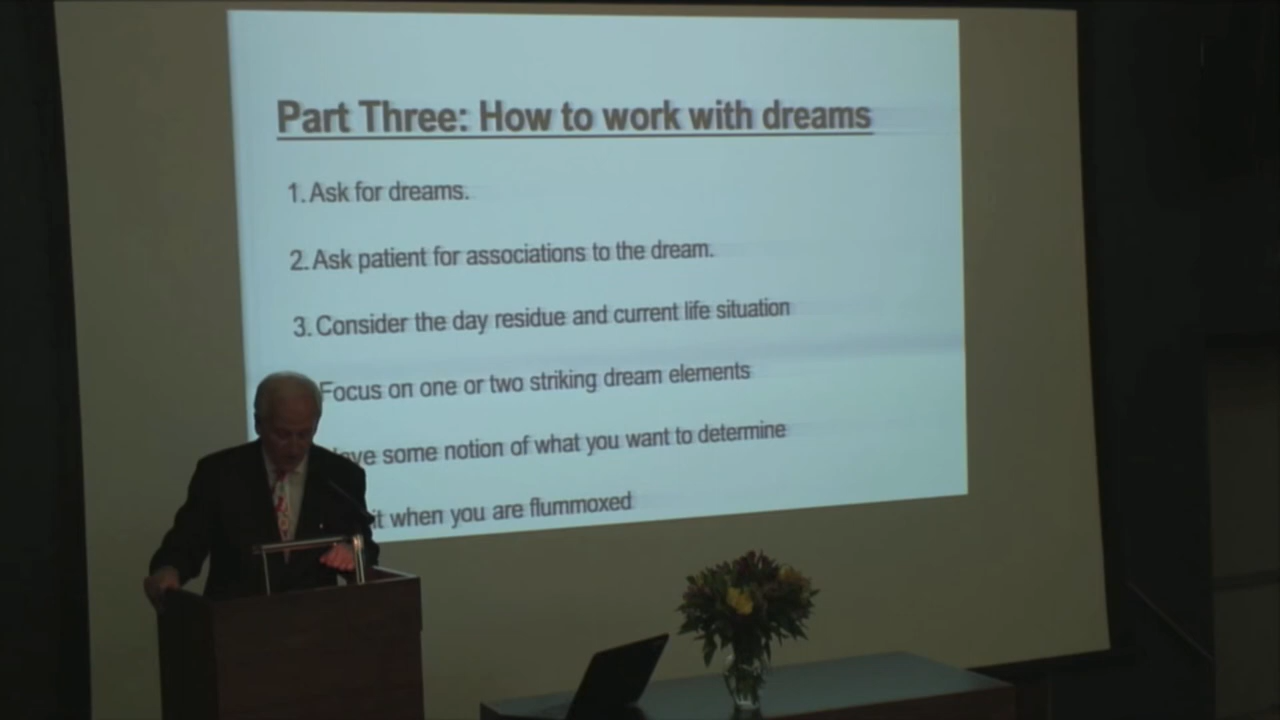 Part Three: How to work with dreams
1. Ask for dreams.
2. Ask patient for associations to the dream.
3. Consider the day residue and current life situation
Focus on one or two striking dream elements
some notion of what you want to determine
it when you are flummoxed